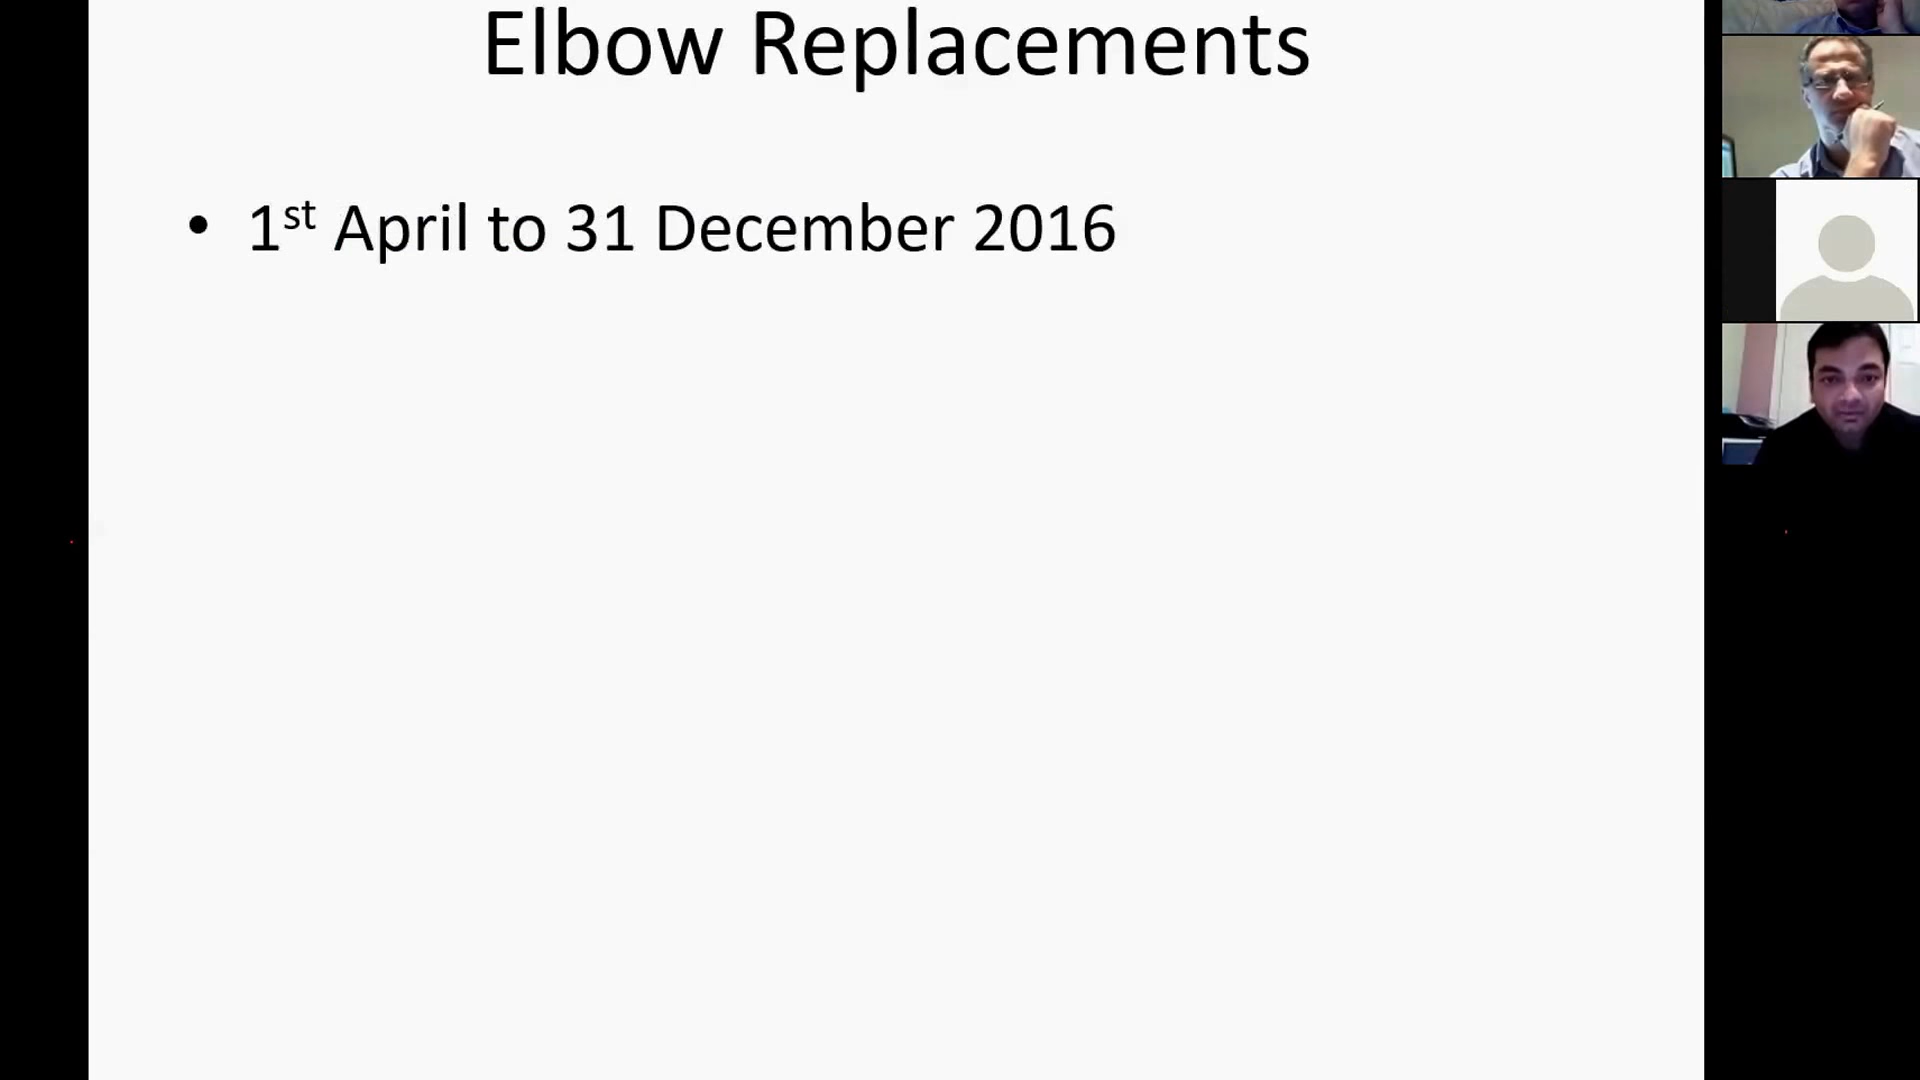 Elbow Replacements
• 1st April to 31 December 2016